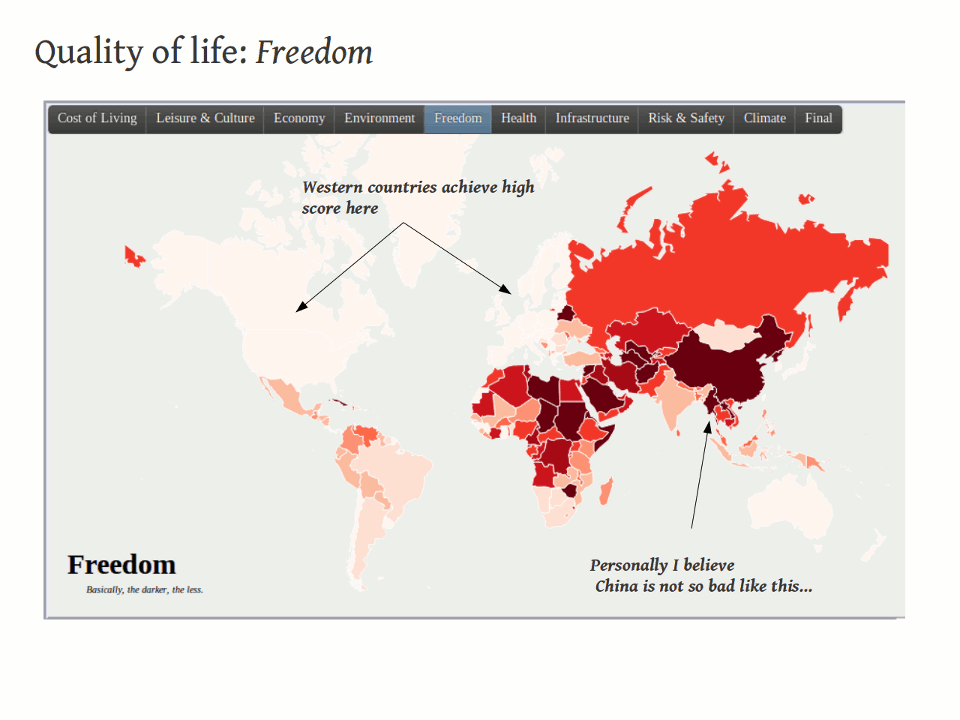 Quality of life: Freedom
Cost of Living Leisure & Culture Economy Environment Freedom Health Infrastructure Risk & Safety Climate Final
Western countries achieve high
score here
Freedom
Basically, the darker, the less.
Personally I believe
China is not so bad like this...